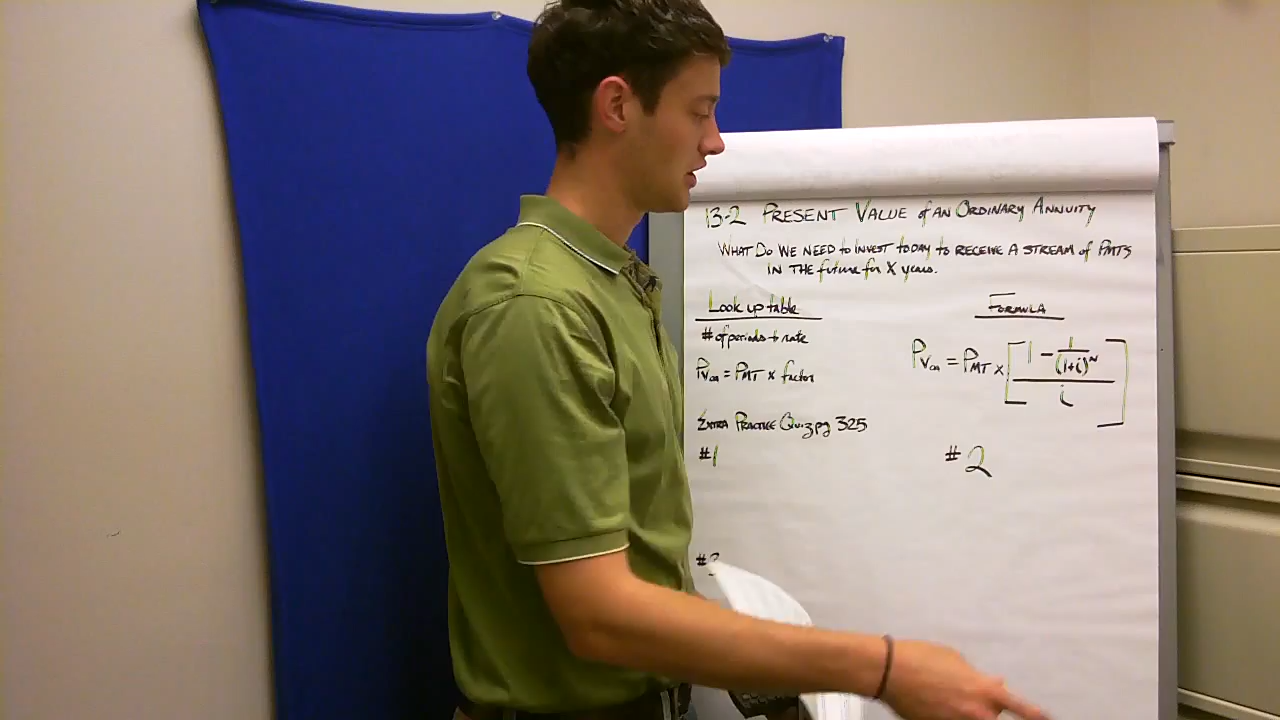 13-2 PRESENT VALUE of AN ORDINARY ANNUITY
WHAT DO WE NEED to INVEST today to RECEIVE A STREAM of PMTS
IN THE future for X years.
Look up table
# of periods + rate
PVoa = PMT x factor
EXTRA PRACTICE QUIZ pg 325
#1
#3
FORMULA
PVoa = PMT x [ (1 - 1/(1+i)^N) / i ]
#2